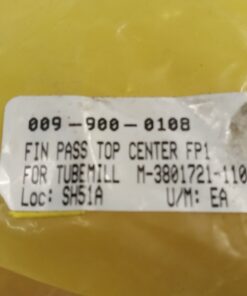 009-900-0108
FIN PASS TOP CENTER FP1
FOR TUBEMILL M-3801721-110
Loc: SH51A U/M: EA